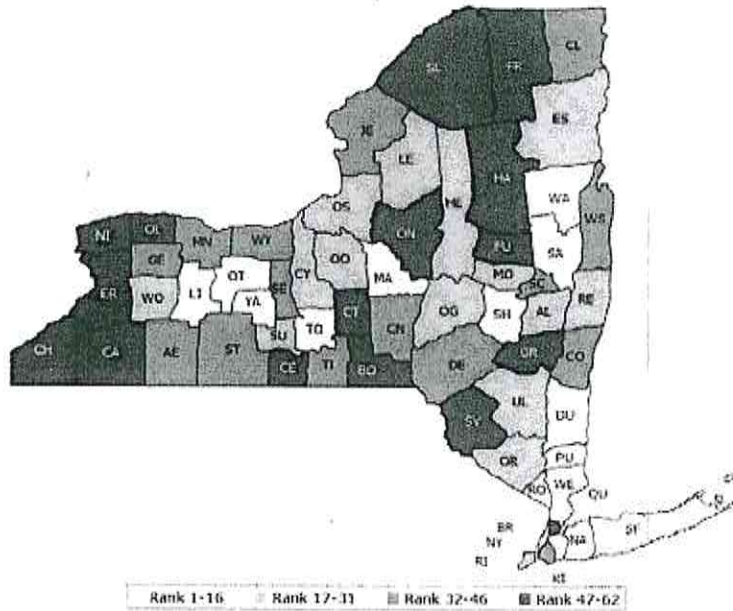 CL
SL FR
ES
JE
LE
HA
HE
WA
OS
WS
ON
NI OL
MN WY
FU
SA
GE
CY OO
MO
MA
SC
OT
SE
ER
WO LI
YA
RE
CT
OG
SH AL
TO
CN
SU
GR
CH CA AE ST
DE
CO
CE TI BO
UL
DU
SV
PU
OR
WE
RO
QU
BR
SF
NY
NA
RI
KI
Rank 1-16 Rank 17-31 Rank 32-46 Rank 47-62